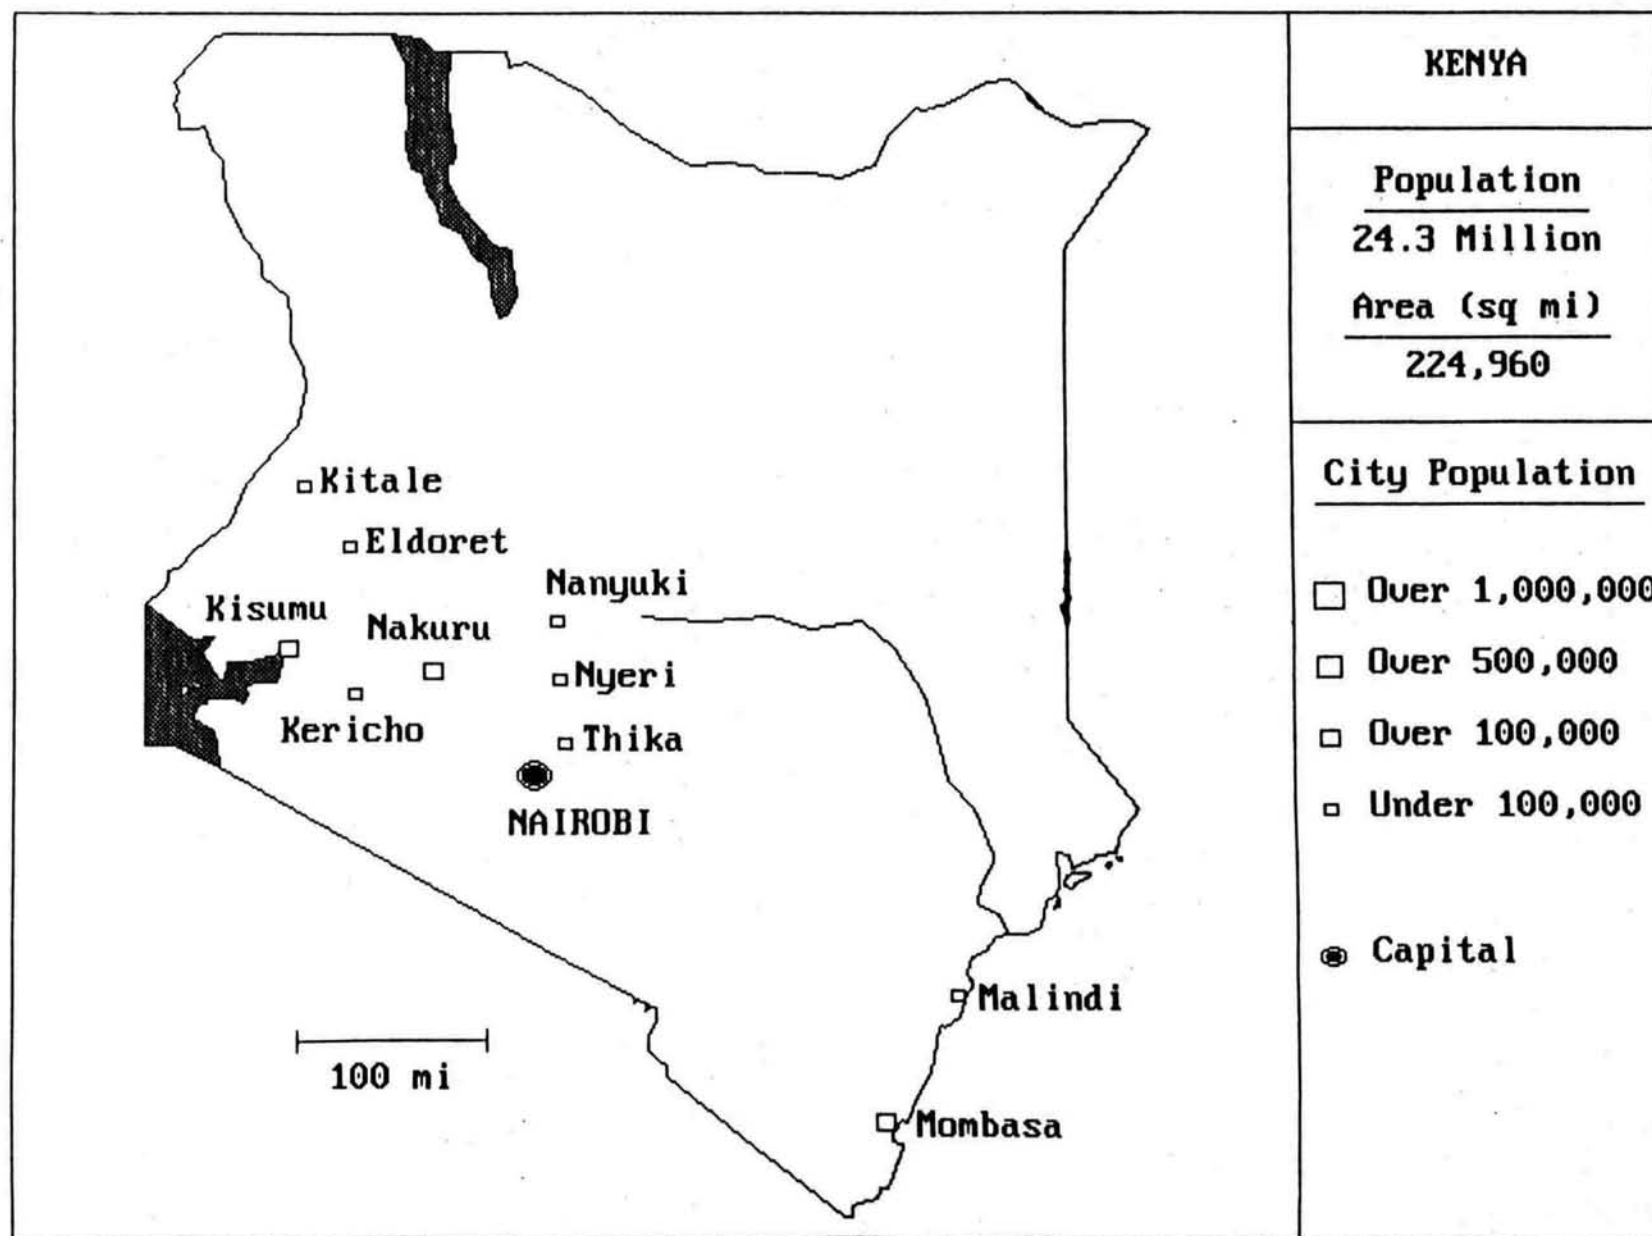 KENYA
Population
24.3 Million
Area (sq mi)
224,960
City Population
Over 1,000,000
Over 500,000
Over 100,000
Under 100,000
Capital
Kitale
Eldoret
Nanyuki
Kisumu
Nakuru
Nyeri
Kericho
Thika
NAIROBI
Malindi
100 mi
Mombasa